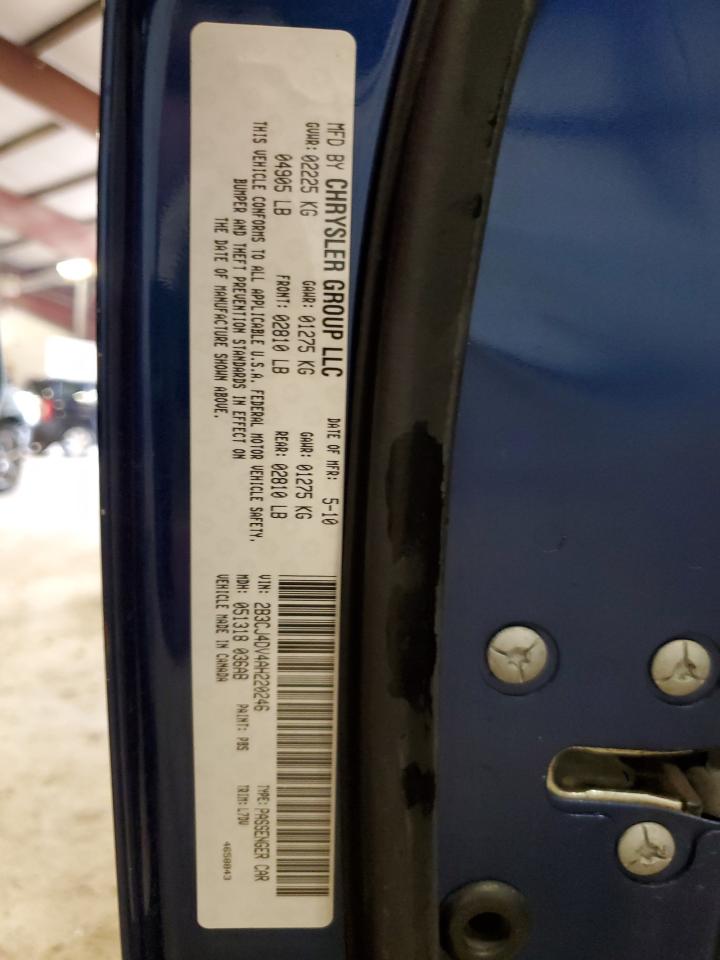 MFD BY CHRYSLER GROUP LLC DATE OF MFR: 5-10
GVWR: 02225 KG GAWR: 01275 KG GAWR: 01275 KG
04905 LB FRONT: 02810 LB REAR: 02810 LB
THIS VEHICLE CONFORMS TO ALL APPLICABLE U.S.A. FEDERAL MOTOR VEHICLE SAFETY,
BUMPER AND THEFT PREVENTION STANDARDS IN EFFECT ON
THE DATE OF MANUFACTURE SHOWN ABOVE.
VIN: 2B3CJ4DV4AH220246 TYPE: PASSENGER CAR
MDH: 051318 036AB PAINT: PBS TRIM: L7DV
VEHICLE MADE IN CANADA 4658843